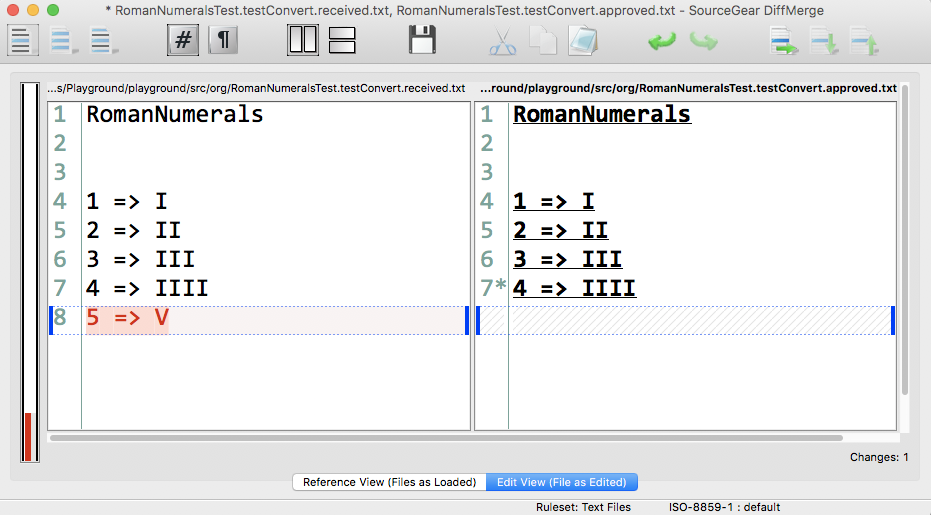 * RomanNumeralsTest.testConvert.received.txt, RomanNumeralsTest.testConvert.approved.txt - SourceGear DiffMerge
# ¶
...s/Playground/playground/src/org/RomanNumeralsTest.testConvert.received.txt
...round/playground/src/org/RomanNumeralsTest.testConvert.approved.txt
1 RomanNumerals
2
3
4 1 => I
5 2 => II
6 3 => III
7 4 => IIII
8 5 => V
1 RomanNumerals
2
3
4 1 => I
5 2 => II
6 3 => III
7* 4 => IIII
Changes: 1
Reference View (Files as Loaded)
Edit View (File as Edited)
Ruleset: Text Files
ISO-8859-1 : default